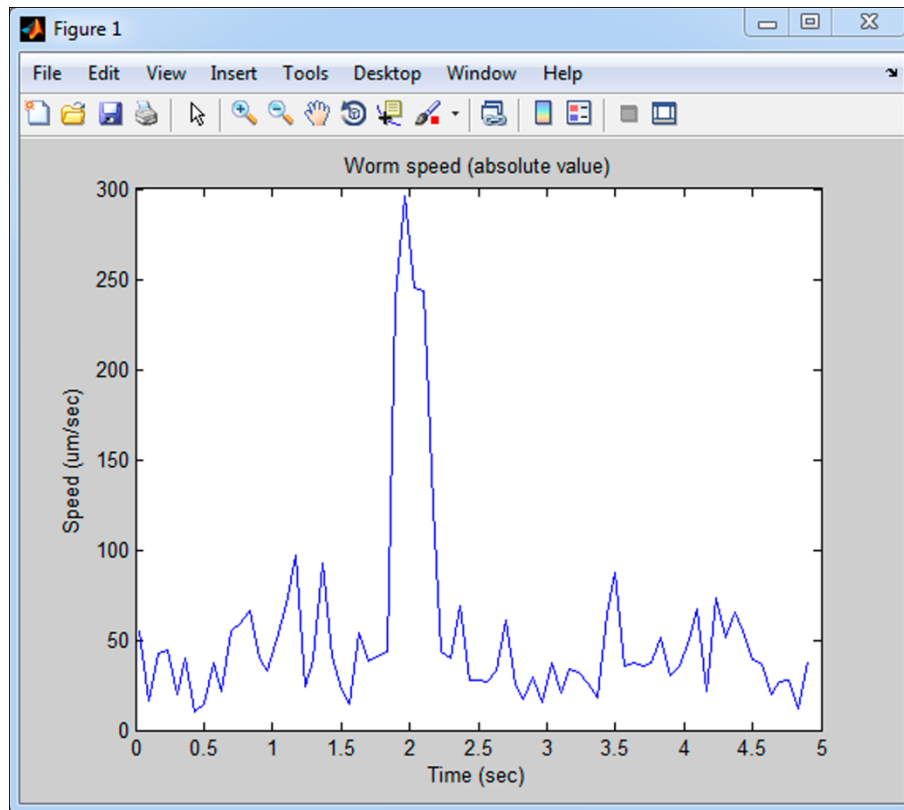 Figure 1
File Edit View Insert Tools Desktop Window Help
Worm speed (absolute value)
300
250
200
150
100
50
0
Speed (um/sec)
0 0.5 1 1.5 2 2.5 3 3.5 4 4.5 5
Time (sec)